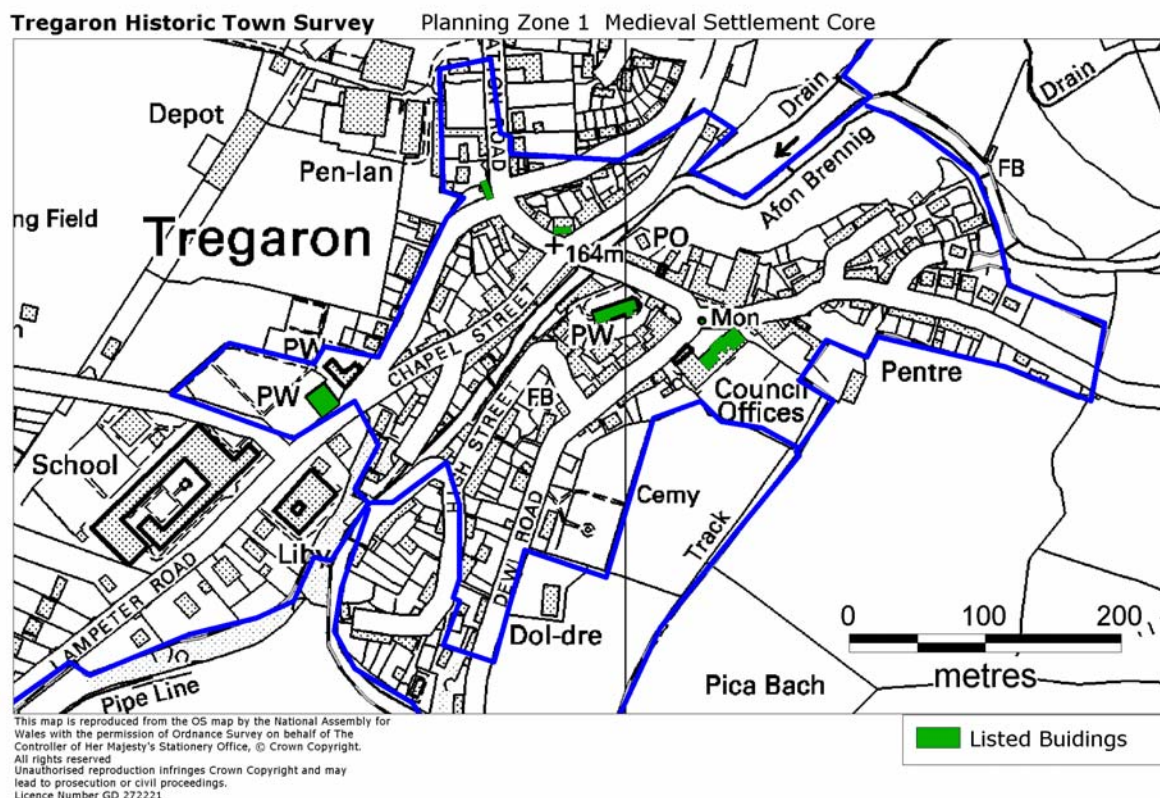 Tregaron Historic Town Survey Planning Zone 1 Medieval Settlement Core
Depot
Pen-lan
ATION ROAD
Drain
Drain
Afon Brennig
FB
ng Field
Tregaron
164m
PO
Mon
PW
PW
PW
CHAPEL STREET
HIGH STREET
FB
Council
Offices
Pentre
School
Cemy
Track
DEWI ROAD
Liby
LAMPETER ROAD
Dol-dre
Pipe Line
Pica Bach
0 100 200
metres
This map is reproduced from the OS map by the National Assembly for
Wales with the permission of Ordnance Survey on behalf of The
Controller of Her Majesty's Stationery Office, © Crown Copyright.
All rights reserved
Unauthorised reproduction infringes Crown Copyright and may
lead to prosecution or civil proceedings.
Licence Number GD 272221
Listed Buidings